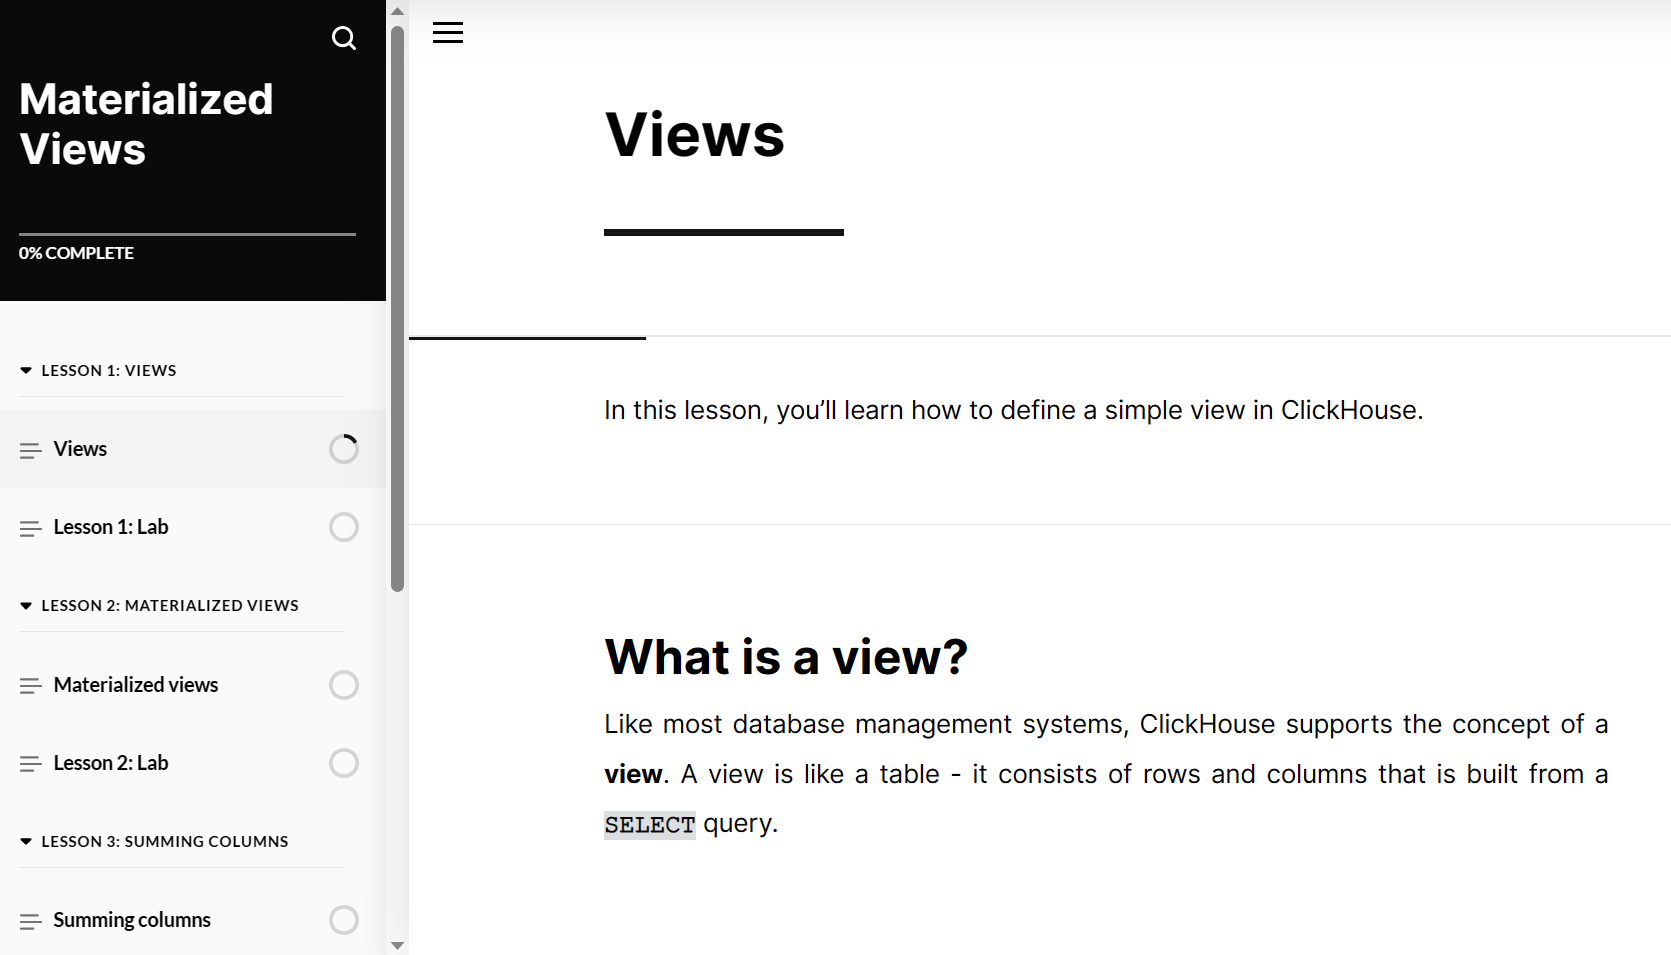 Materialized
Views
0% COMPLETE
LESSON 1: VIEWS
Views
Lesson 1: Lab
LESSON 2: MATERIALIZED VIEWS
Materialized views
Lesson 2: Lab
LESSON 3: SUMMING COLUMNS
Summing columns
Views
In this lesson, you’ll learn how to define a simple view in ClickHouse.
What is a view?
Like most database management systems, ClickHouse supports the concept of a
view. A view is like a table - it consists of rows and columns that is built from a
SELECT query.